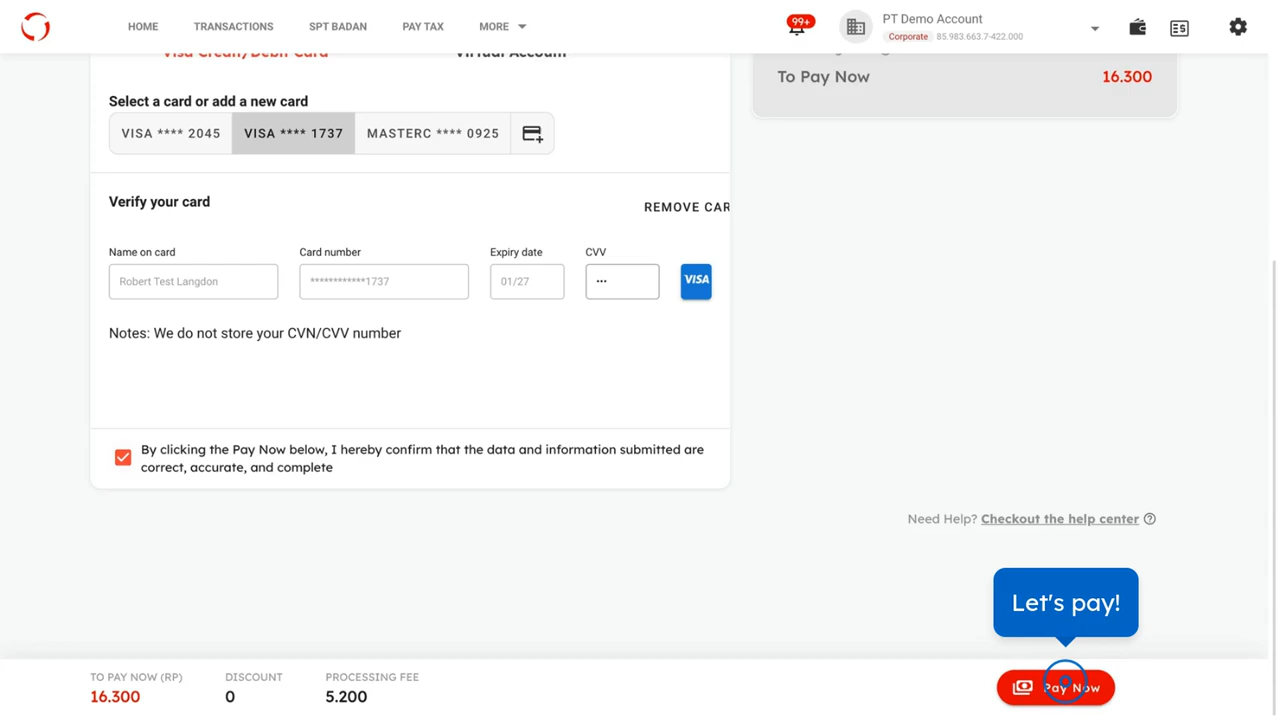 HOME TRANSACTIONS SPT BADAN PAY TAX MORE
99+
PT Demo Account
Corporate 85.983.663.7-422.000
Visa Credit/Debit Card Virtual Account
To Pay Now 16.300
Select a card or add a new card
VISA **** 2045 VISA **** 1737 MASTERC **** 0925
Verify your card
REMOVE CAR
Name on card Card number Expiry date CVV
Robert Test Langdon ************1737 01/27 ••• VISA
Notes: We do not store your CVN/CVV number
By clicking the Pay Now below, I hereby confirm that the data and information submitted are
correct, accurate, and complete
Need Help? Checkout the help center
Let's pay!
TO PAY NOW (RP) DISCOUNT PROCESSING FEE
16.300 0 5.200
Pay Now